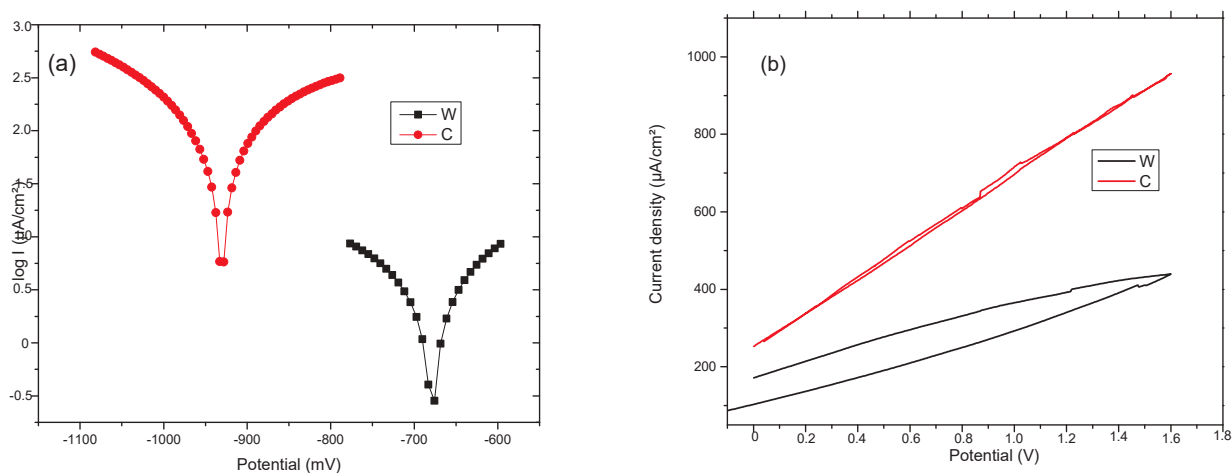 (a)
3.0
2.5
2.0
1.5
1.0
0.5
0
-0.5
log I (µA/cm²)
-1100 -1000 -900 -800 -700 -600
Potential (mV)
W
C
(b)
1000
800
600
400
200
Current density (µA/cm²)
0 0.2 0.4 0.6 0.8 1.0 1.2 1.4 1.6 1.8
Potential (V)
W
C